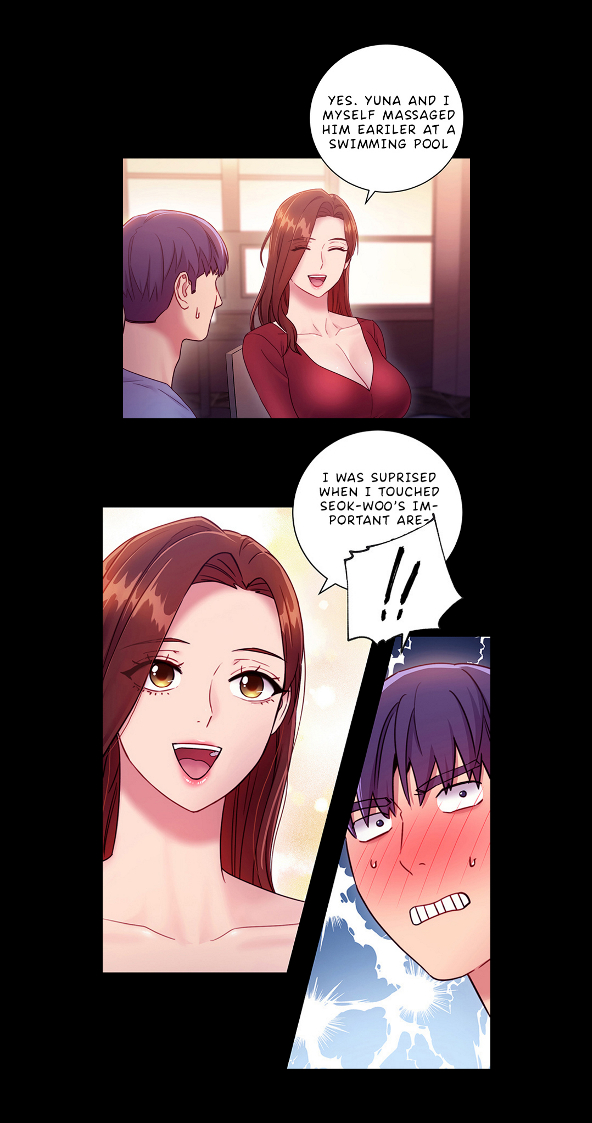 YES. YUNA AND I
MYSELF MASSAGED
HIM EARILER AT A
SWIMMING POOL
I WAS SUPRISED
WHEN I TOUCHED
SEOK-WOO'S IM-
PORTANT ARE-
!!